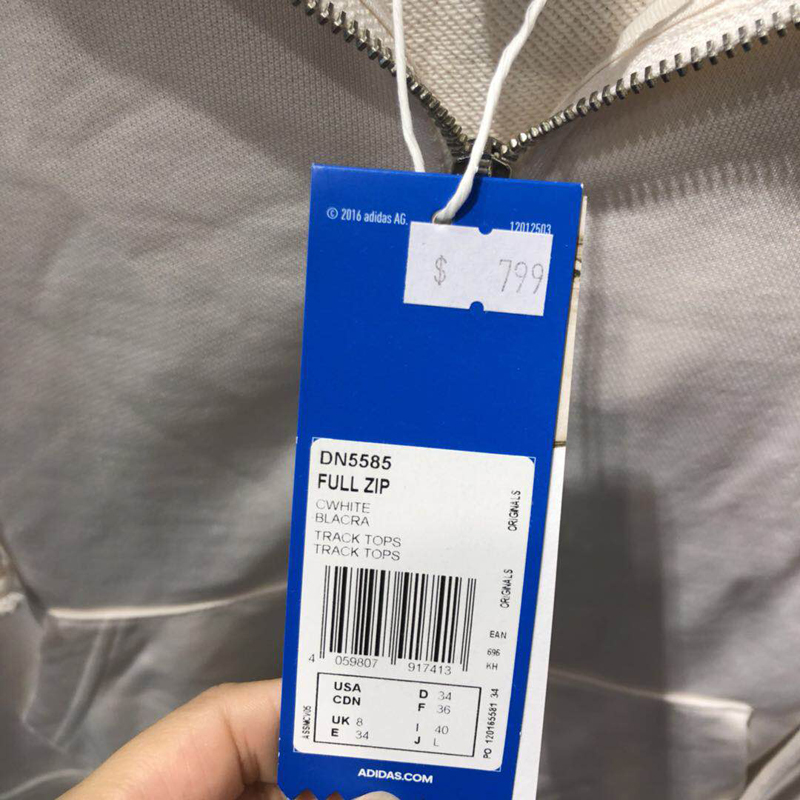 © 2016 adidas AG.
12012503
$ 799
DN5585
FULL ZIP
CWHITE
BLACRA
TRACK TOPS
TRACK TOPS
ORIGINALS
ORIGINALS
EAN
696
KH
4 059807 917413
USA
CDN
UK 8
E 34
D 34
F 36
I 40
J L
ASSMCV05
PO 120165581 34
ADIDAS.COM